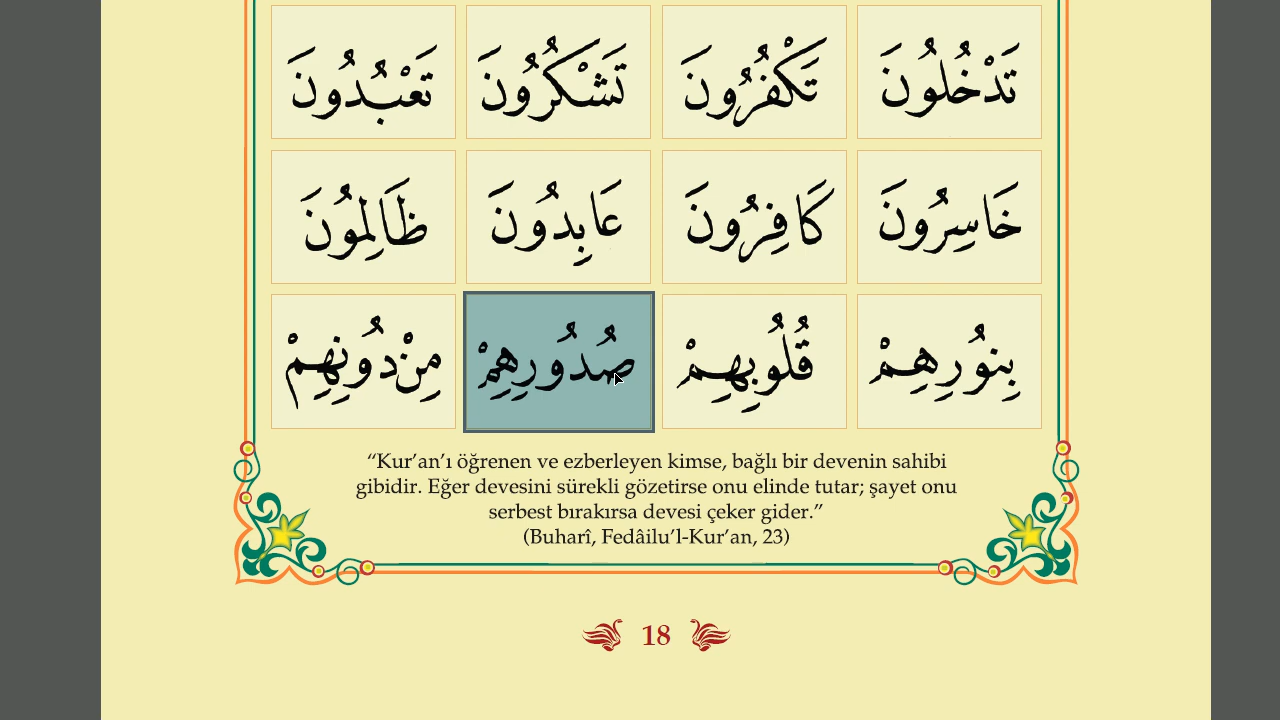 تَدْخُلُونَ تَكْفُرُونَ تَشْكُرُونَ تَعْبُدُونَ
خَاسِرُونَ كَافِرُونَ عَابِدُونَ ظَالِمُونَ
بِنُورِهِمْ قُلُوبِهِمْ صُدُورِهِمْ مِنْ دُونِهِمْ
“Kur’an’ı öğrenen ve ezberleyen kimse, bağlı bir devenin sahibi
gibidir. Eğer devesini sürekli gözetirse onu elinde tutar; şayet onu
serbest bırakırsa devesi çeker gider.”
(Buharî, Fedâilu’l-Kur’an, 23)
18